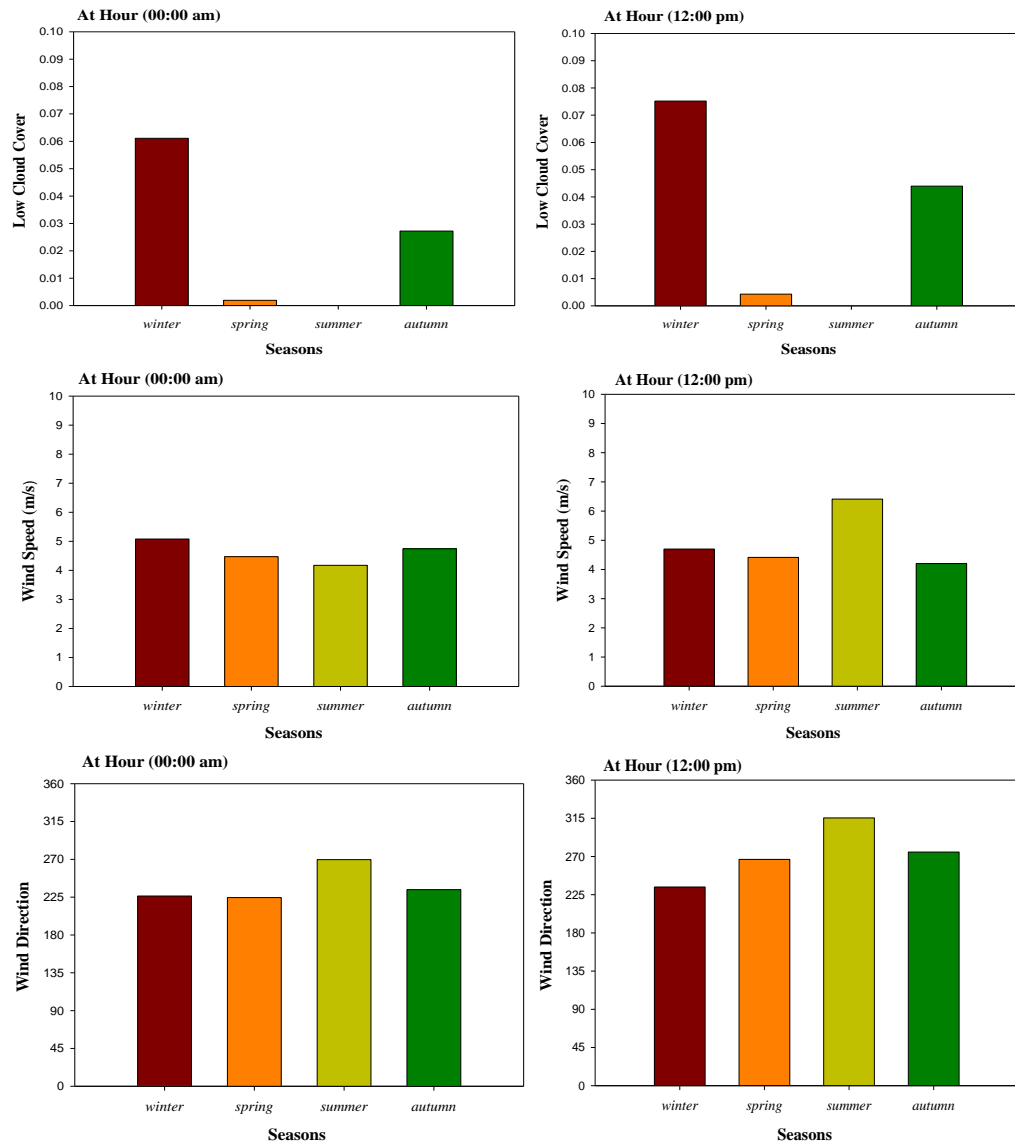 At Hour (00:00 am)
0.10
0.09
0.08
0.07
0.06
0.05
0.04
0.03
0.02
0.01
0.00
Low Cloud Cover
winter spring summer autumn
Seasons
At Hour (12:00 pm)
0.10
0.09
0.08
0.07
0.06
0.05
0.04
0.03
0.02
0.01
0.00
Low Cloud Cover
winter spring summer autumn
Seasons
At Hour (00:00 am)
10
9
8
7
6
5
4
3
2
1
0
Wind Speed (m/s)
winter spring summer autumn
Seasons
At Hour (12:00 pm)
10
9
8
7
6
5
4
3
2
1
0
Wind Speed (m/s)
winter spring summer autumn
Seasons
At Hour (00:00 am)
360
315
270
225
180
135
90
45
0
Wind Direction
winter spring summer autumn
Seasons
At Hour (12:00 pm)
360
315
270
225
180
135
90
45
0
Wind Direction
winter spring summer autumn
Seasons